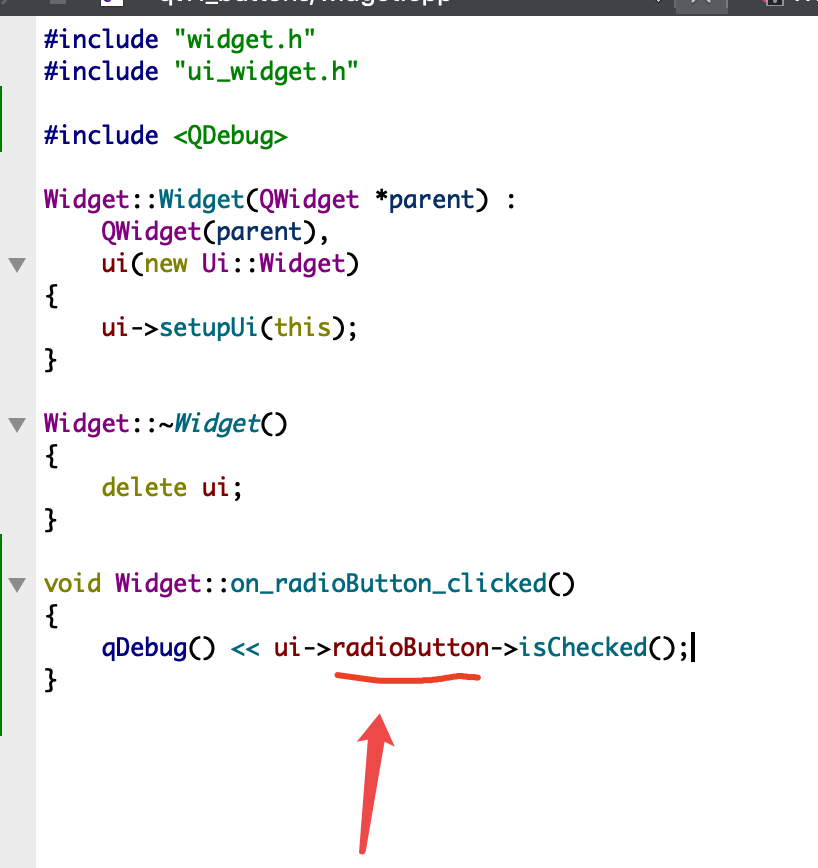 #include "widget.h"
#include "ui_widget.h"
#include <QDebug>
Widget::Widget(QWidget *parent) :
QWidget(parent),
ui(new Ui::Widget)
{
ui->setupUi(this);
}
Widget::~Widget()
{
delete ui;
}
void Widget::on_radioButton_clicked()
{
qDebug() << ui->radioButton->isChecked();
}